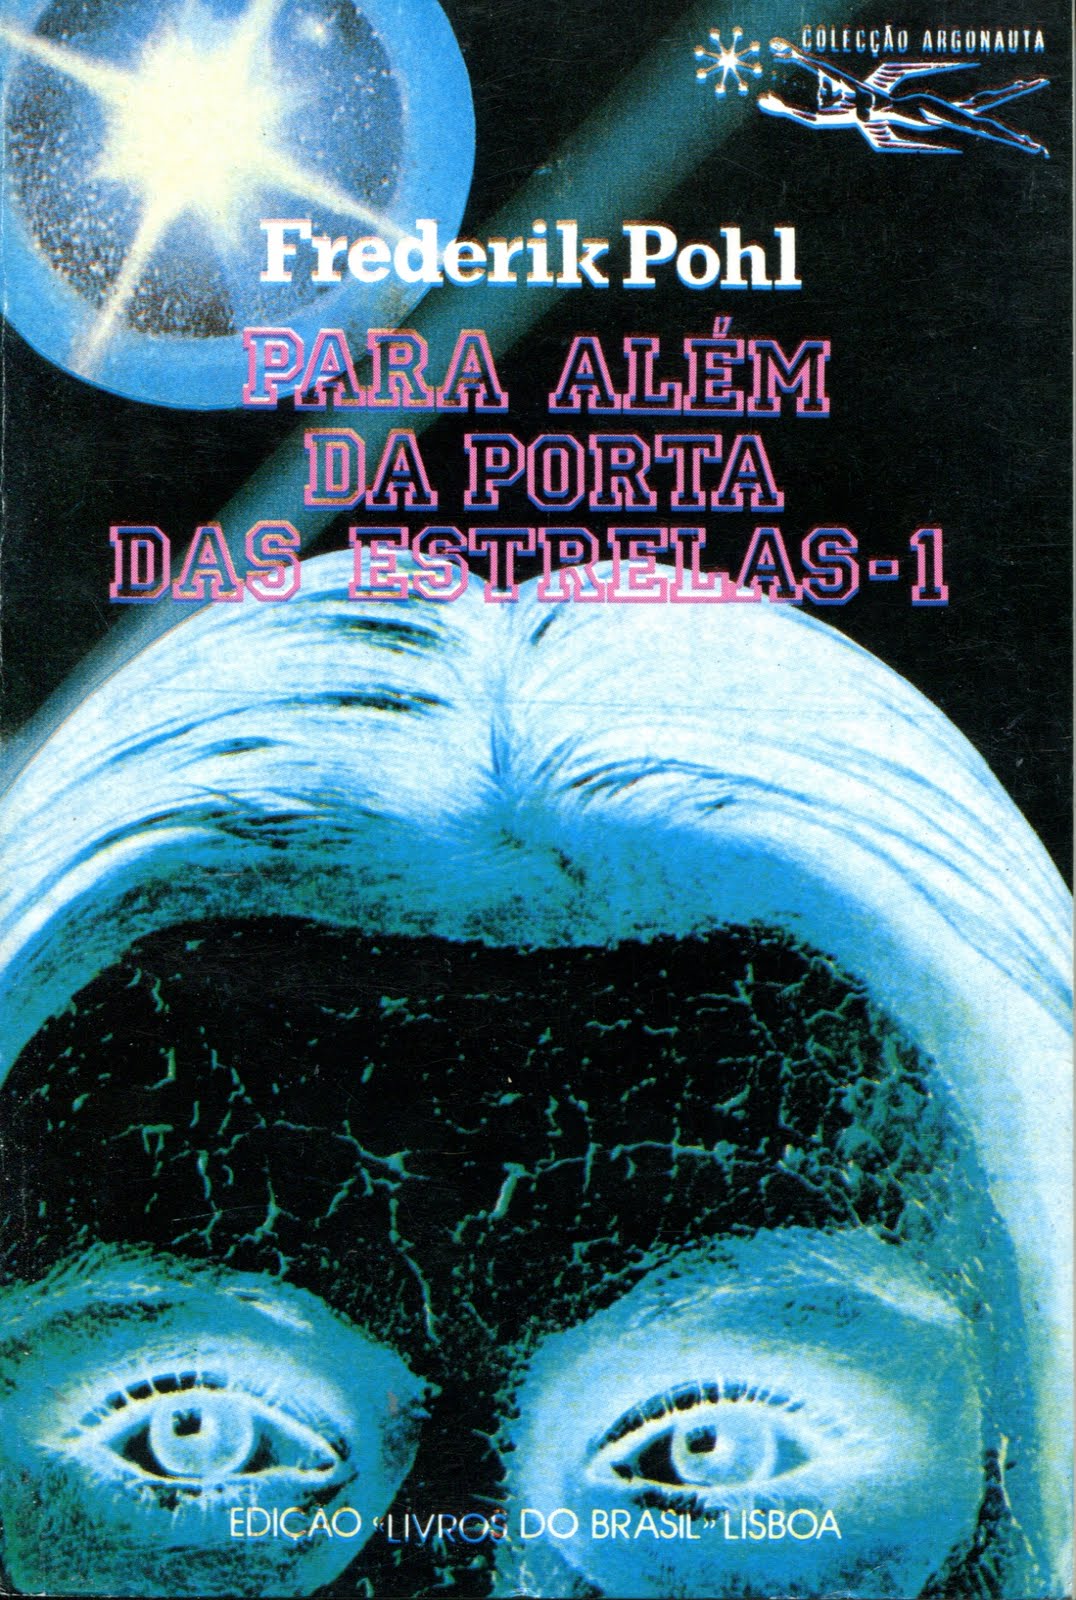 COLECÇÃO ARGONAUTA
Frederik Pohl
PARA ALÉM
DA PORTA
DAS ESTRELAS-1
EDIÇÃO «LIVROS DO BRASIL» LISBOA